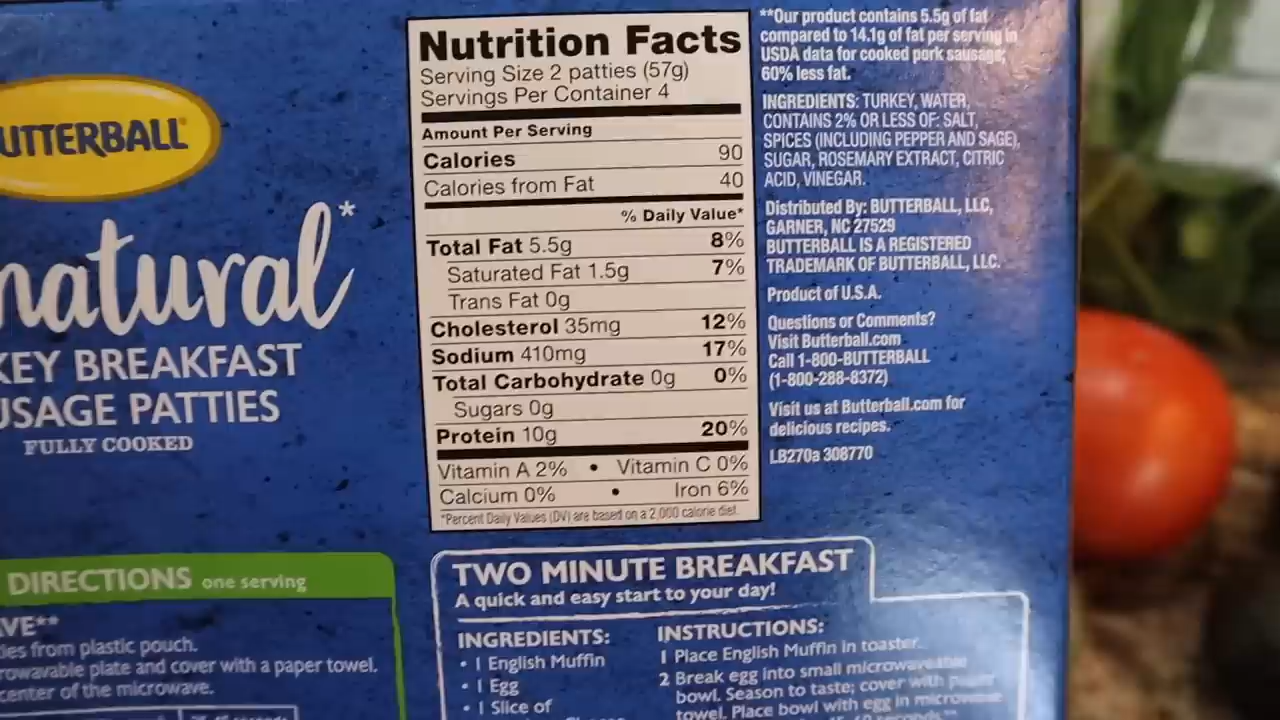 UTTERBALL®
natural*
KEY BREAKFAST
USAGE PATTIES
FULLY COOKED
DIRECTIONS one serving
AVE**
ies from plastic pouch.
rowavable plate and cover with a paper towel.
center of the microwave.
Nutrition Facts
Serving Size 2 patties (57g)
Servings Per Container 4
Amount Per Serving
Calories 90
Calories from Fat 40
% Daily Value*
Total Fat 5.5g 8%
Saturated Fat 1.5g 7%
Trans Fat 0g
Cholesterol 35mg 12%
Sodium 410mg 17%
Total Carbohydrate 0g 0%
Sugars 0g
Protein 10g 20%
Vitamin A 2% • Vitamin C 0%
Calcium 0% • Iron 6%
*Percent Daily Values (DV) are based on a 2,000 calorie diet.
**Our product contains 5.5g of fat
compared to 14.1g of fat per serving in
USDA data for cooked pork sausage;
60% less fat.
INGREDIENTS: TURKEY, WATER,
CONTAINS 2% OR LESS OF: SALT,
SPICES (INCLUDING PEPPER AND SAGE),
SUGAR, ROSEMARY EXTRACT, CITRIC
ACID, VINEGAR.
Distributed By: BUTTERBALL, LLC,
GARNER, NC 27529
BUTTERBALL IS A REGISTERED
TRADEMARK OF BUTTERBALL, LLC.
Product of U.S.A.
Questions or Comments?
Visit Butterball.com
Call 1-800-BUTTERBALL
(1-800-288-8372)
Visit us at Butterball.com for
delicious recipes.
LB270a 308770
TWO MINUTE BREAKFAST
A quick and easy start to your day!
INGREDIENTS:
• 1 English Muffin
• 1 Egg
• 1 Slice of
INSTRUCTIONS:
1 Place English Muffin in toaster.
2 Break egg into small microwaveable
bowl. Season to taste; cover with paper
towel. Place bowl with egg in microwave